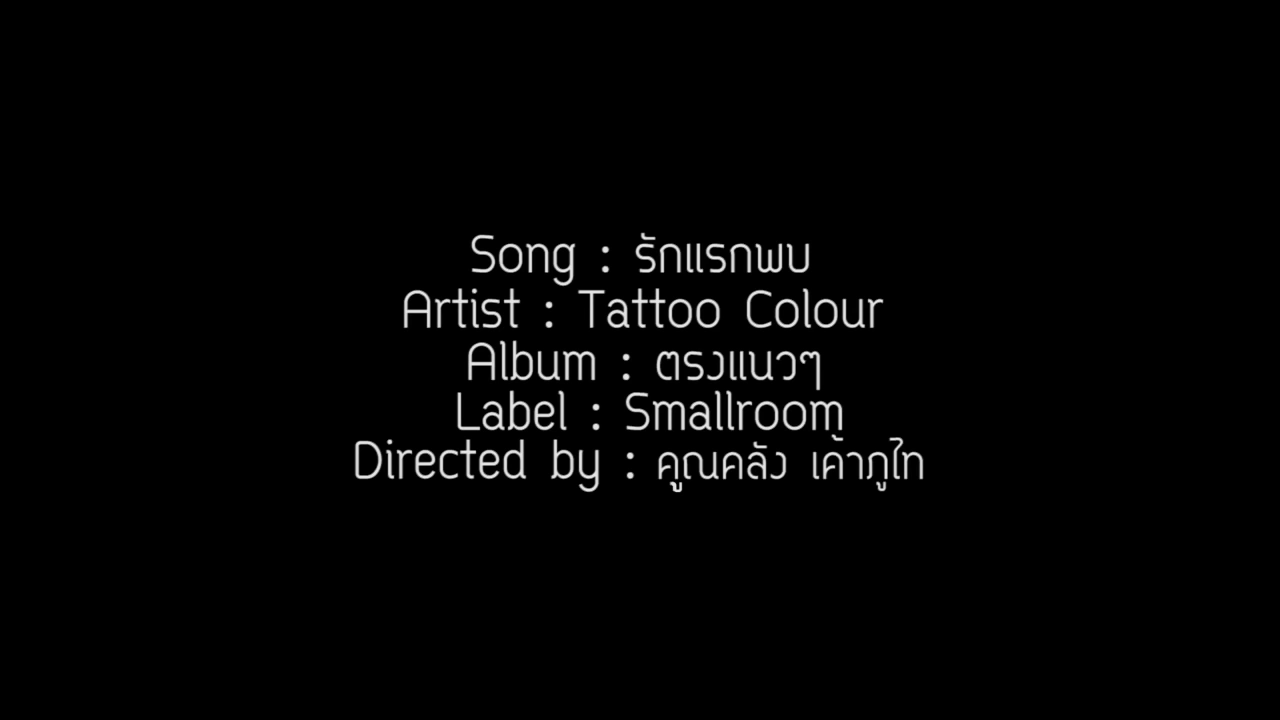 Song : รักแรกพบ
Artist : Tattoo Colour
Album : ตรงแนวๆ
Label : Smallroom
Directed by : คูณคลัง เค้าภูไท